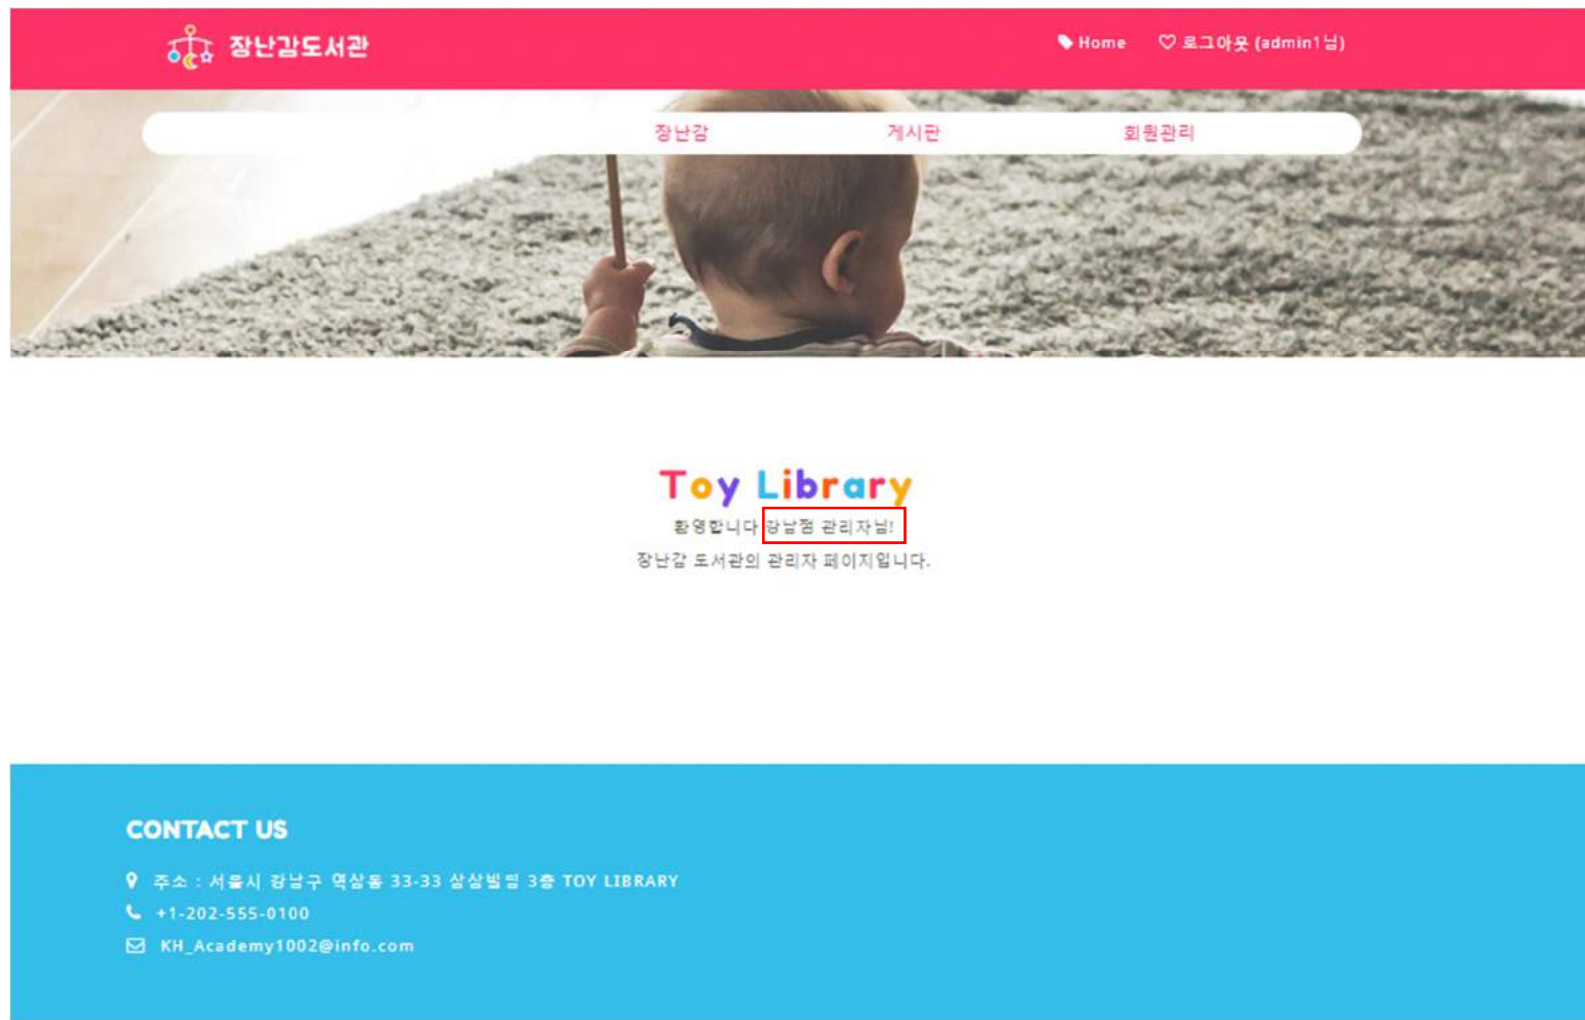 장난감도서관
Home 로그아웃 (admin1님)
장난감 게시판 회원관리
Toy Library
환영합니다 강남점 관리자님!
장난감 도서관의 관리자 페이지입니다.
CONTACT US
주소 : 서울시 강남구 역삼동 33-33 삼삼빌딩 3층 TOY LIBRARY
+1-202-555-0100
KH_Academy1002@info.com